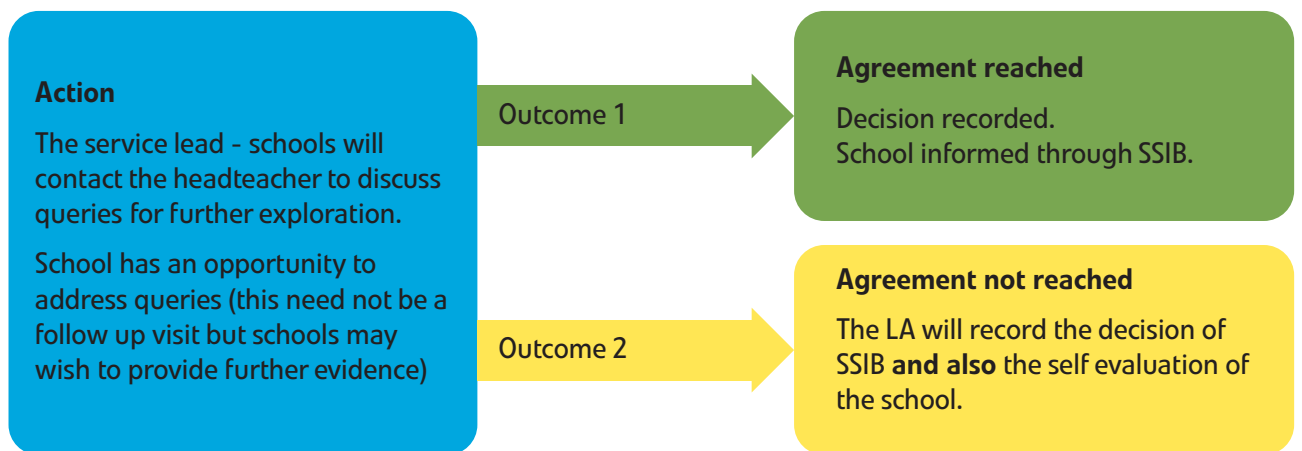 Action
The service lead - schools will
contact the headteacher to discuss
queries for further exploration.
School has an opportunity to
address queries (this need not be a
follow up visit but schools may
wish to provide further evidence)
Outcome 1
Agreement reached
Decision recorded.
School informed through SSIB.
Outcome 2
Agreement not reached
The LA will record the decision of
SSIB and also the self evaluation of
the school.